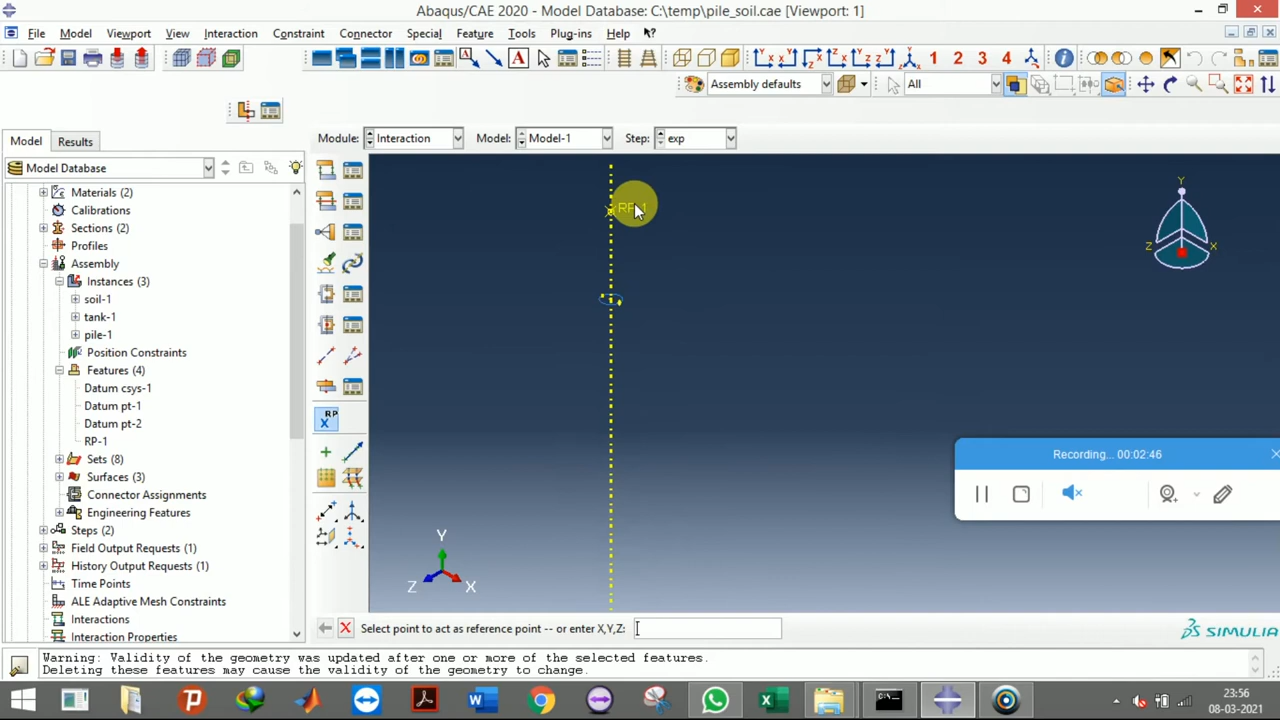 Abaqus/CAE 2020 - Model Database: C:\temp\pile_soil.cae [Viewport: 1]
File Model Viewport View Interaction Constraint Connector Special Feature Tools Plug-ins Help
1 2 3 4
Assembly defaults All
Model Results
Module: Interaction Model: Model-1 Step: exp
Model Database
Materials (2)
Calibrations
Sections (2)
Profiles
Assembly
Instances (3)
soil-1
tank-1
pile-1
Position Constraints
Features (4)
Datum csys-1
Datum pt-1
Datum pt-2
RP-1
Sets (8)
Surfaces (3)
Connector Assignments
Engineering Features
Steps (2)
Field Output Requests (1)
History Output Requests (1)
Time Points
ALE Adaptive Mesh Constraints
Interactions
Interaction Properties
RP
X
RP-1
Y
Z X
Y
Z X
Recording... 00:02:46
Select point to act as reference point -- or enter X,Y,Z:
SIMULIA
Warning: Validity of the geometry was updated after one or more of the selected features.
Deleting these features may cause the validity of the geometry to change.
23:56
08-03-2021